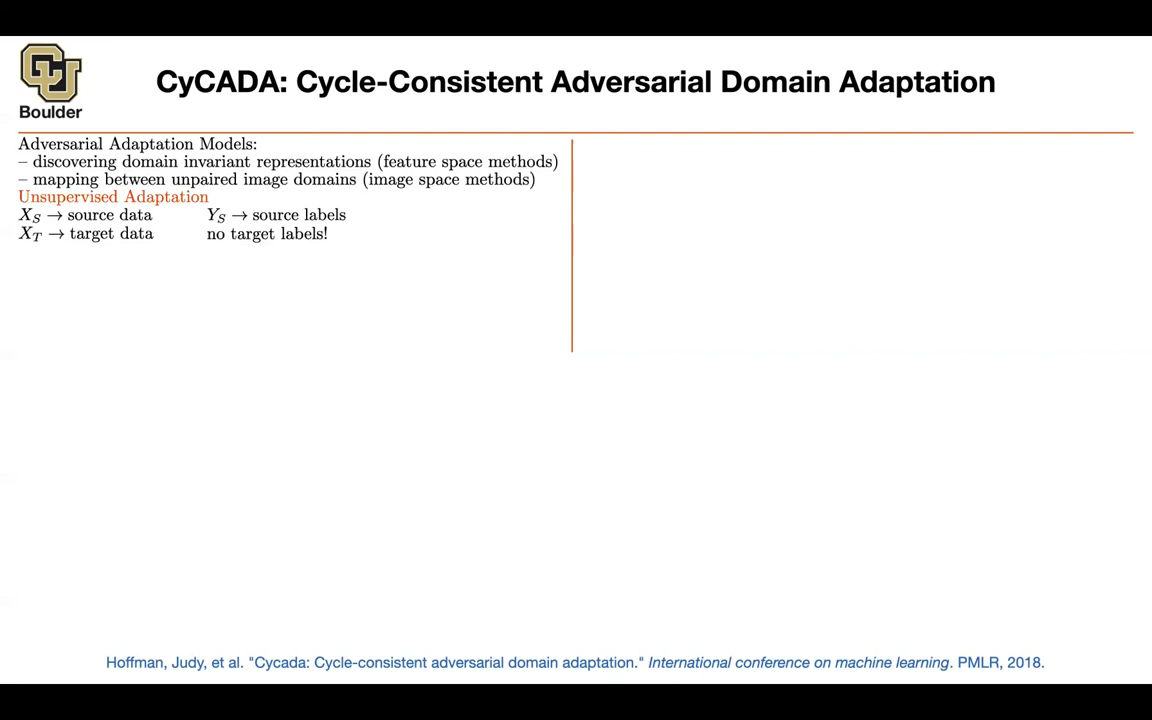 CU
Boulder
CyCADA: Cycle-Consistent Adversarial Domain Adaptation
Adversarial Adaptation Models:
– discovering domain invariant representations (feature space methods)
– mapping between unpaired image domains (image space methods)
Unsupervised Adaptation
X_S → source data Y_S → source labels
X_T → target data no target labels!
Hoffman, Judy, et al. "Cycada: Cycle-consistent adversarial domain adaptation." International conference on machine learning. PMLR, 2018.